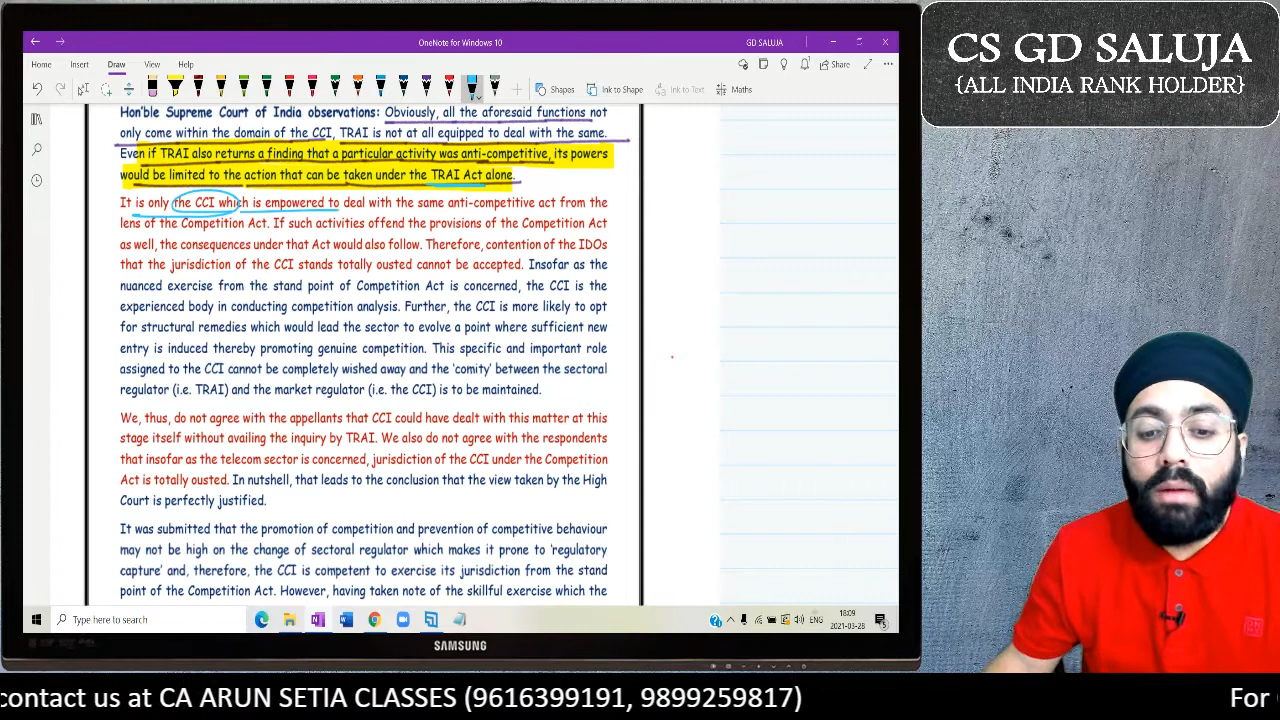 OneNote for Windows 10
GD SALUJA
Home Insert Draw View Help
Share
Shapes Ink to Shape Ink to Text Maths
Hon'ble Supreme Court of India observations: Obviously, all the aforesaid functions not
only come within the domain of the CCI, TRAI is not at all equipped to deal with the same.
Even if TRAI also returns a finding that a particular activity was anti-competitive, its powers
would be limited to the action that can be taken under the TRAI Act alone.
It is only the CCI which is empowered to deal with the same anti-competitive act from the
lens of the Competition Act. If such activities offend the provisions of the Competition Act
as well, the consequences under that Act would also follow. Therefore, contention of the IDOs
that the jurisdiction of the CCI stands totally ousted cannot be accepted. Insofar as the
nuanced exercise from the stand point of Competition Act is concerned, the CCI is the
experienced body in conducting competition analysis. Further, the CCI is more likely to opt
for structural remedies which would lead the sector to evolve a point where sufficient new
entry is induced thereby promoting genuine competition. This specific and important role
assigned to the CCI cannot be completely wished away and the 'comity' between the sectoral
regulator (i.e. TRAI) and the market regulator (i.e. the CCI) is to be maintained.
We, thus, do not agree with the appellants that CCI could have dealt with this matter at this
stage itself without availing the inquiry by TRAI. We also do not agree with the respondents
that insofar as the telecom sector is concerned, jurisdiction of the CCI under the Competition
Act is totally ousted. In nutshell, that leads to the conclusion that the view taken by the High
Court is perfectly justified.
It was submitted that the promotion of competition and prevention of competitive behaviour
may not be high on the change of sectoral regulator which makes it prone to 'regulatory
capture' and, therefore, the CCI is competent to exercise its jurisdiction from the stand
point of the Competition Act. However, having taken note of the skillful exercise which the
Type here to search
ENG
18:09
2021-03-28
SAMSUNG
CS GD SALUJA
{ALL INDIA RANK HOLDER}
contact us at CA ARUN SETIA CLASSES (9616399191, 9899259817)
For